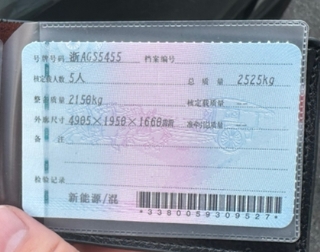 号牌号码 浙AG55455 档案编号
核定载人数 5人 总质量 2525kg
整备质量 2150kg 核定载质量 --
外廓尺寸 4905×1950×1660mm 准牵引总质量 --
备注
检验记录
新能源/混
*3380059309527*